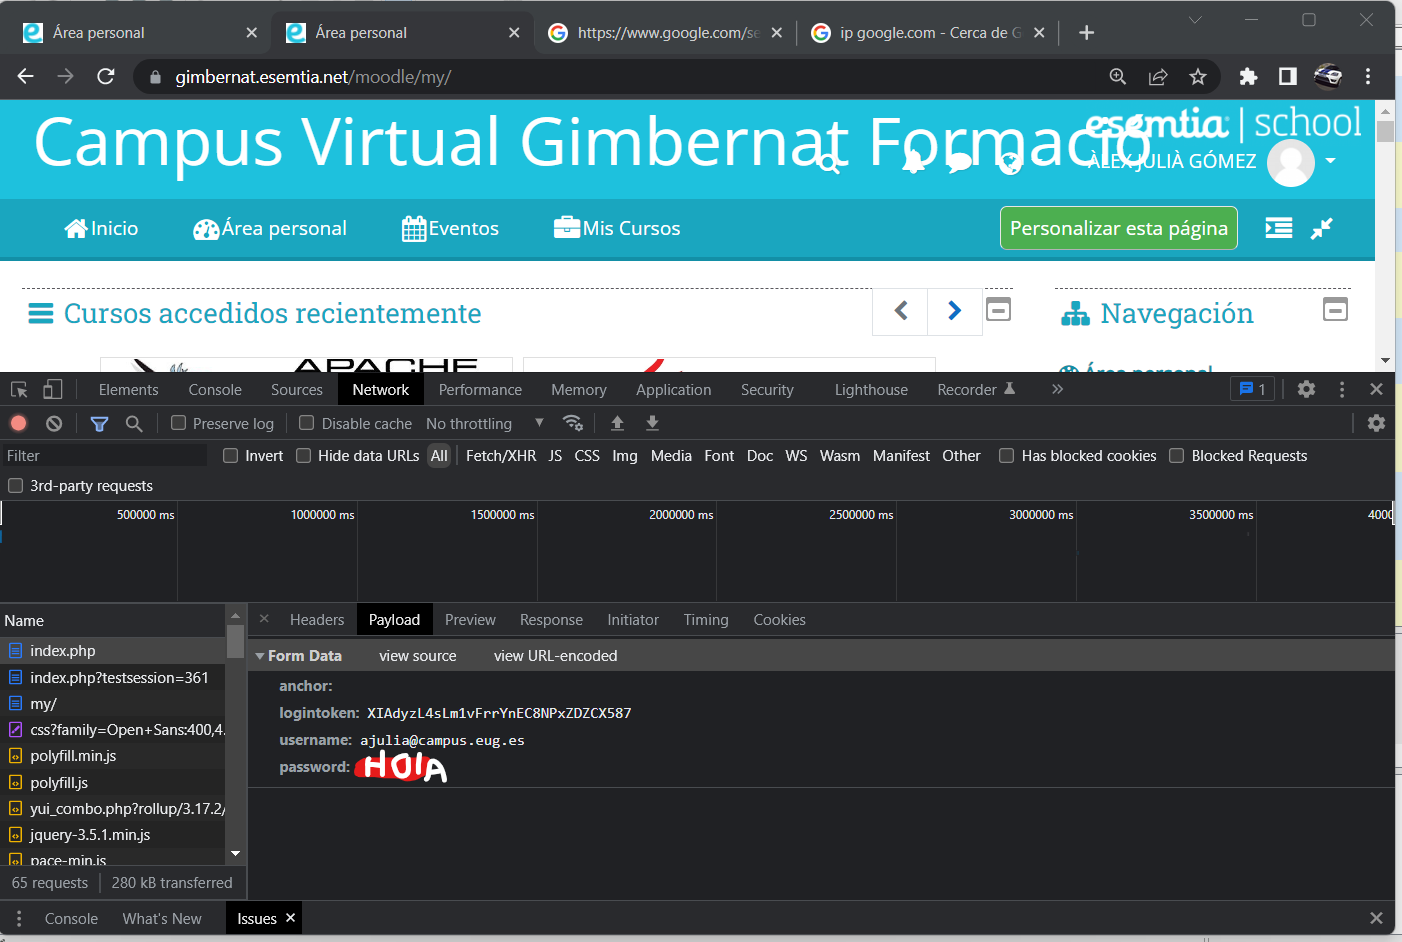 Área personal
Área personal
https://www.google.com/se
ip google.com - Cerca de G
gimbernat.esemtia.net/moodle/my/
Campus Virtual Gimbernat Formació
esemtia | school
ÀLEX JULIÀ GÓMEZ
Inicio
Área personal
Eventos
Mis Cursos
Personalizar esta página
Cursos accedidos recientemente
Navegación
APACHE
Área personal
Elements
Console
Sources
Network
Performance
Memory
Application
Security
Lighthouse
Recorder
1
Preserve log
Disable cache
No throttling
Filter
Invert
Hide data URLs
All
Fetch/XHR
JS
CSS
Img
Media
Font
Doc
WS
Wasm
Manifest
Other
Has blocked cookies
Blocked Requests
3rd-party requests
500000 ms
1000000 ms
1500000 ms
2000000 ms
2500000 ms
3000000 ms
3500000 ms
4000
Name
Headers
Payload
Preview
Response
Initiator
Timing
Cookies
index.php
index.php?testsession=361
my/
css?family=Open+Sans:400,4.
polyfill.min.js
polyfill.js
yui_combo.php?rollup/3.17.2/
jquery-3.5.1.min.js
pace-min.js
Form Data
view source
view URL-encoded
anchor:
logintoken: XIAdyzL4sLm1vFrrYnEC8NPxZDZCX587
username: ajulia@campus.eug.es
password: HOlA
65 requests
280 kB transferred
Console
What's New
Issues